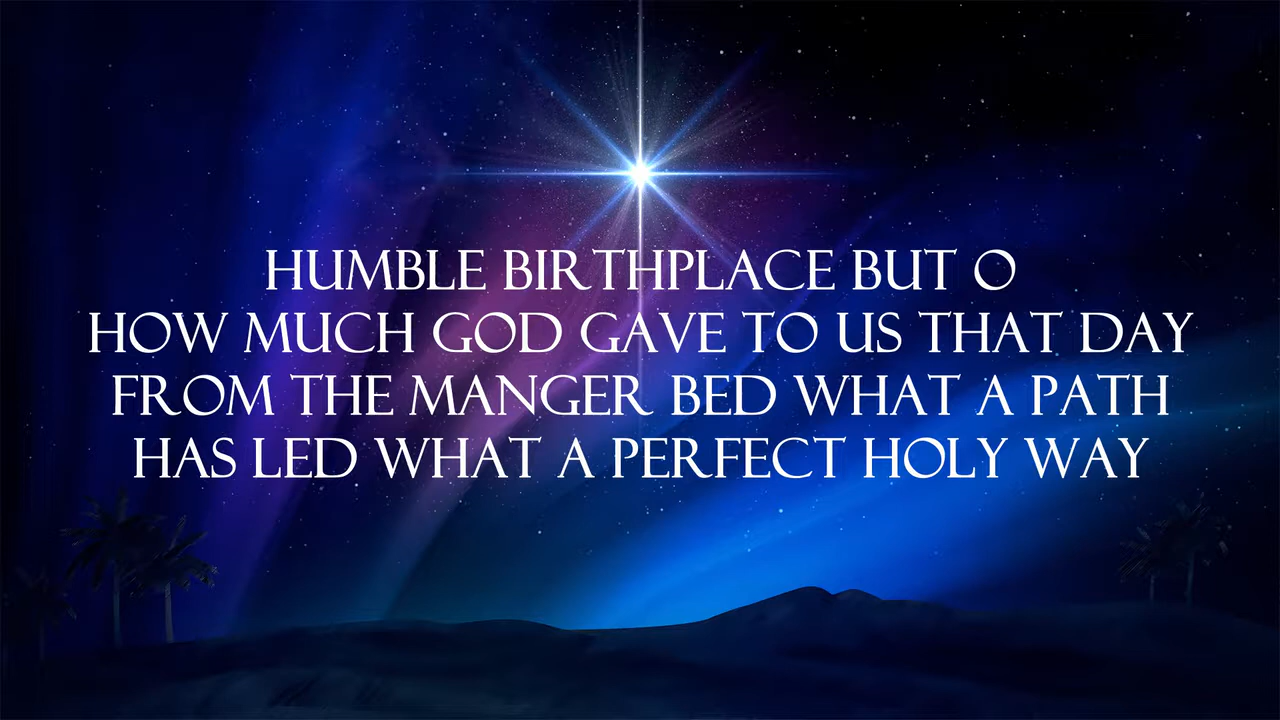 HUMBLE BIRTHPLACE BUT O
HOW MUCH GOD GAVE TO US THAT DAY
FROM THE MANGER BED WHAT A PATH
HAS LED WHAT A PERFECT HOLY WAY